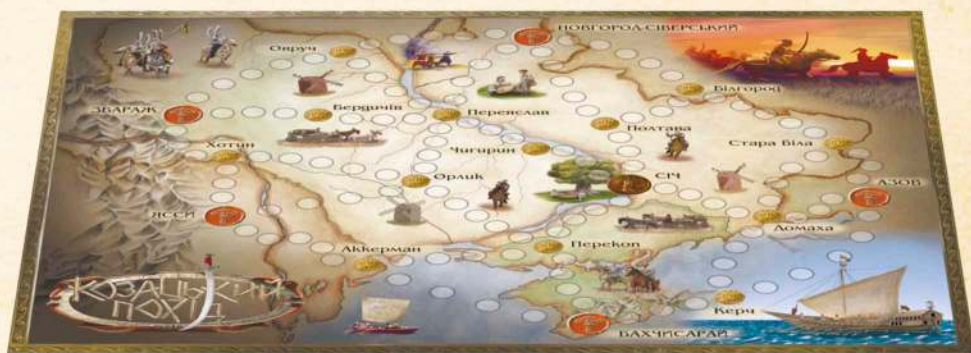 НОВГОРОД-СІВЕРСЬКИЙ
Овруч
Білгород
ЗБАРАЖ
Бердичів
Переяслав
Полтава
Стара Біла
Хотин
Чигирин
Орлик
СІЧ
АЗОВ
ЯССИ
Домаха
Аккерман
Перекоп
КОЗАЦЬКИЙ
ПОХІД
Керч
БАХЧИСАРАЙ